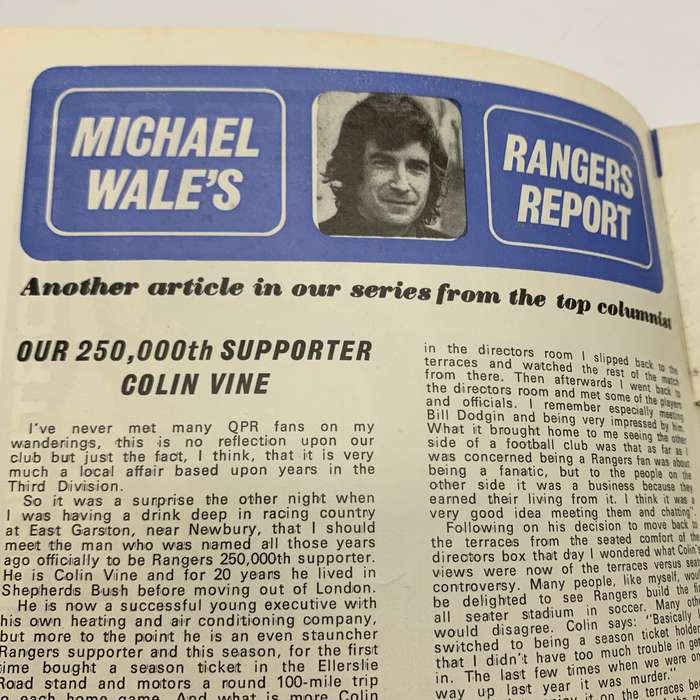 MICHAEL
WALE'S
RANGERS
REPORT
Another article in our series from the top columnist
OUR 250,000th SUPPORTER
COLIN VINE
I've never met many QPR fans on my
wanderings, this is no reflection upon our
club but just the fact, I think, that it is very
much a local affair based upon years in the
Third Division.
So it was a surprise the other night when
I was having a drink deep in racing country
at East Garston, near Newbury, that I should
meet the man who was named all those years
ago officially to be Rangers 250,000th supporter.
He is Colin Vine and for 20 years he lived in
Shepherds Bush before moving out of London.
He is now a successful young executive with
his own heating and air conditioning company,
but more to the point he is an even stauncher
Rangers supporter and this season, for the first
time bought a season ticket in the Ellerslie
Road stand and motors a round 100-mile trip
to each home game. And what is more Colin
in the directors room I slipped back to the
terraces and watched the rest of the match
from there. Then afterwards I went back to
the directors room and met some of the players
and officials. I remember especially meeting
Bill Dodgin and being very impressed by him.
What it brought home to me seeing the other
side of a football club was that as far as I
was concerned being a Rangers fan was about
being a fanatic, but to the people on the
other side it was a business because they
earned their living from it. I think it was a
very good idea meeting them and chatting".
Following on his decision to move back to
the terraces from the seated comfort of the
directors box that day I wondered what Colin's
views were now of the terraces versus seat
controversy. Many people, like myself, would
be delighted to see Rangers build the first
all seater stadium in soccer. Many others
would disagree. Colin says: "Basically I
switched to being a season ticket holder
that I didn't have too much trouble in getting
in. The last few times when we were on
way up last year it was murder."
enjoy it on the terraces